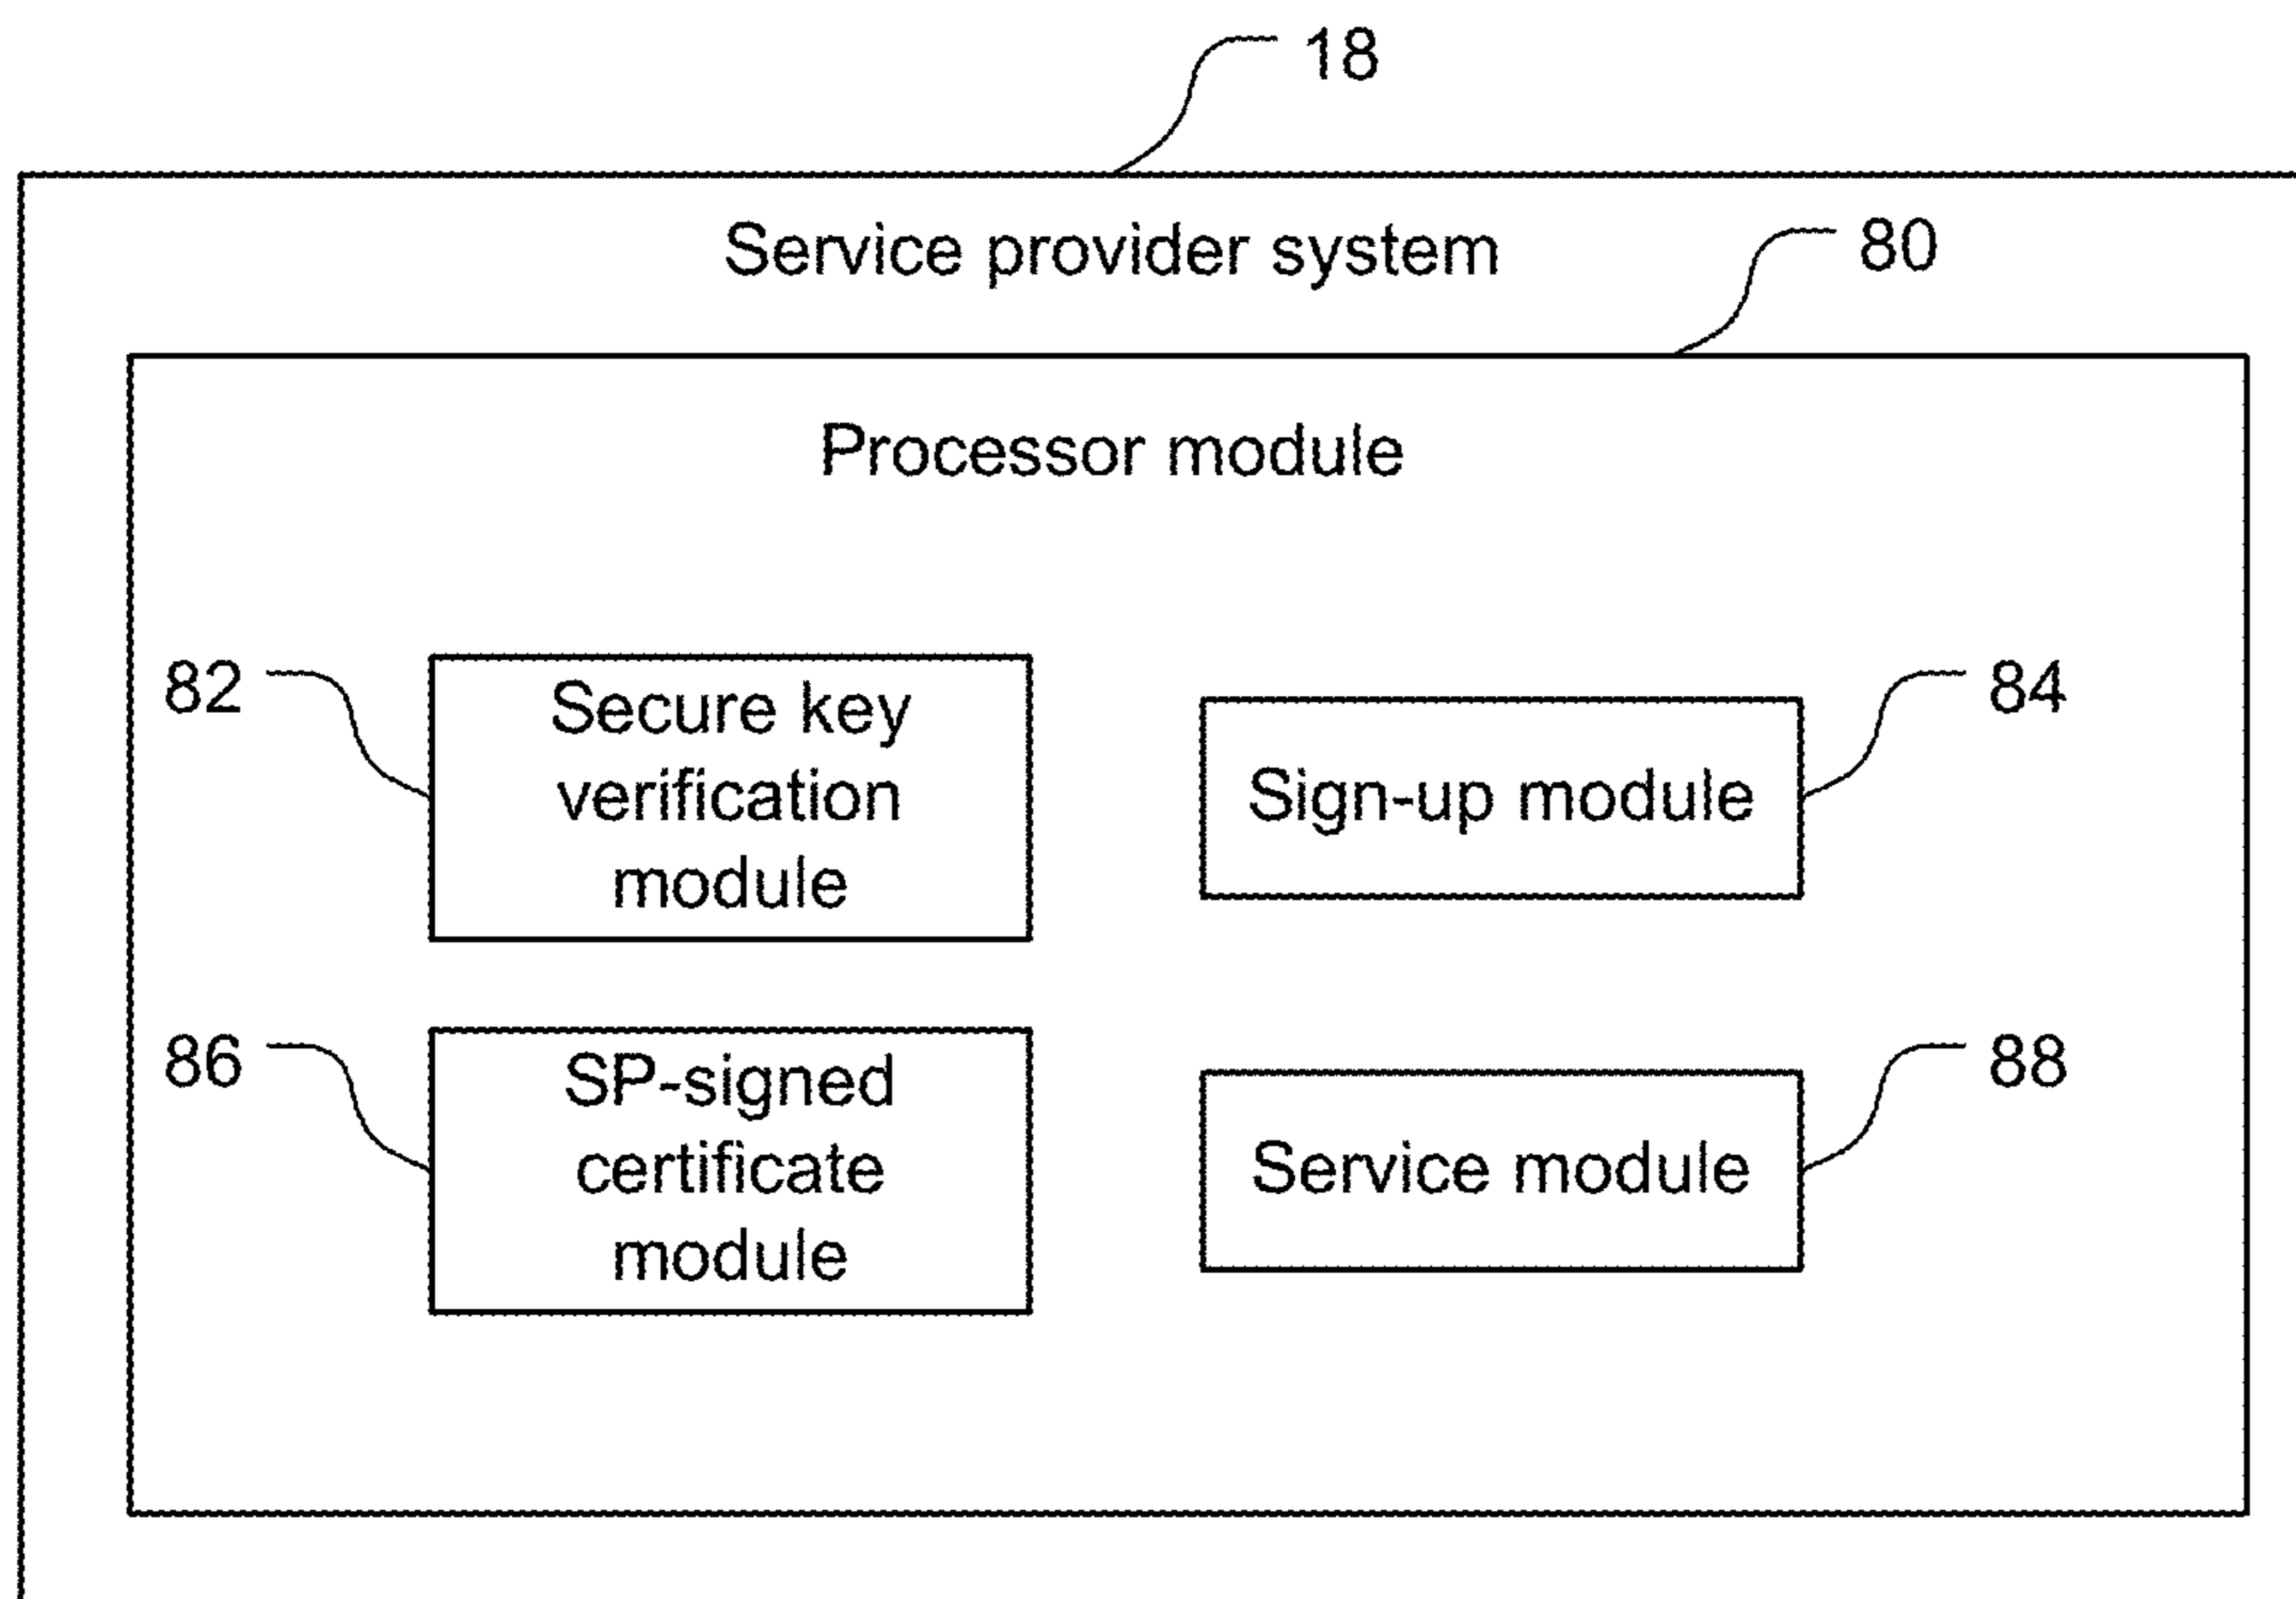 18
Service provider system
80
Processor module
82
Secure key
verification
module
Sign-up module
84
86
SP-signed
certificate
module
Service module
88